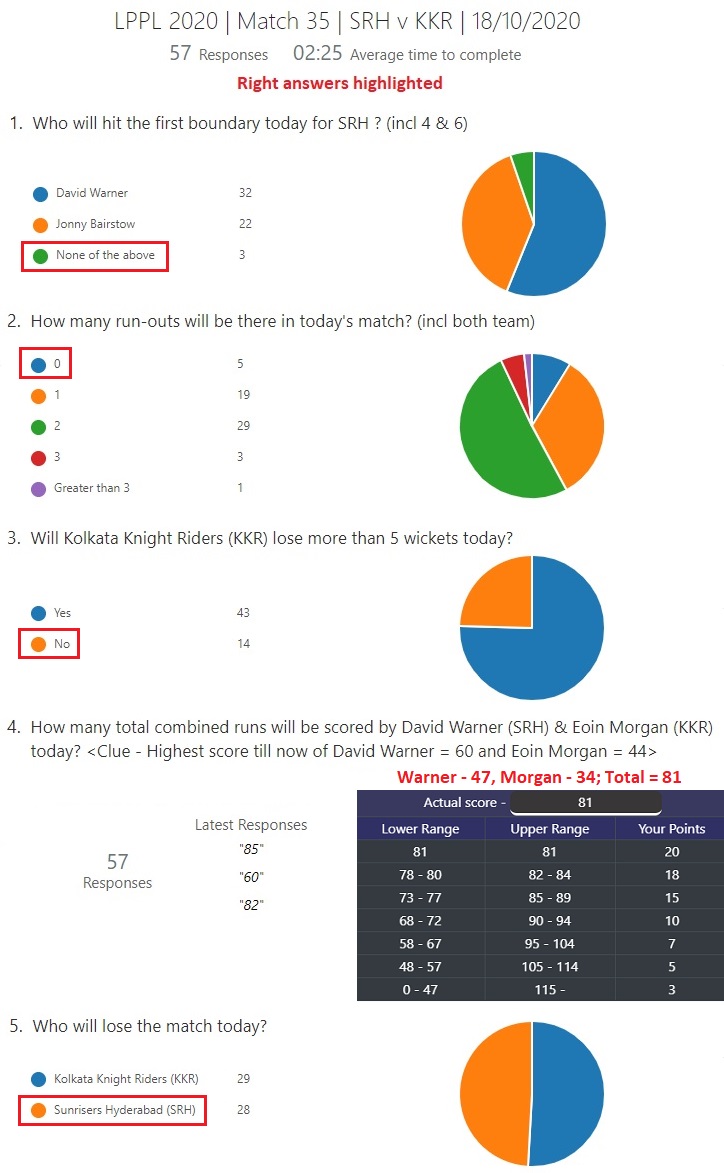 LPPL 2020 | Match 35 | SRH v KKR | 18/10/2020
57 Responses 02:25 Average time to complete
Right answers highlighted
1. Who will hit the first boundary today for SRH ? (incl 4 & 6)
David Warner 32
Jonny Bairstow 22
None of the above 3
2. How many run-outs will be there in today's match? (incl both team)
0 5
1 19
2 29
3 3
Greater than 3 1
3. Will Kolkata Knight Riders (KKR) lose more than 5 wickets today?
Yes 43
No 14
4. How many total combined runs will be scored by David Warner (SRH) & Eoin Morgan (KKR)
today? <Clue - Highest score till now of David Warner = 60 and Eoin Morgan = 44>
Warner - 47, Morgan - 34; Total = 81
57
Responses
Latest Responses
"85"
"60"
"82"
Actual score - 81
Lower Range Upper Range Your Points
81 81 20
78 - 80 82 - 84 18
73 - 77 85 - 89 15
68 - 72 90 - 94 10
58 - 67 95 - 104 7
48 - 57 105 - 114 5
0 - 47 115 - 3
5. Who will lose the match today?
Kolkata Knight Riders (KKR) 29
Sunrisers Hyderabad (SRH) 28